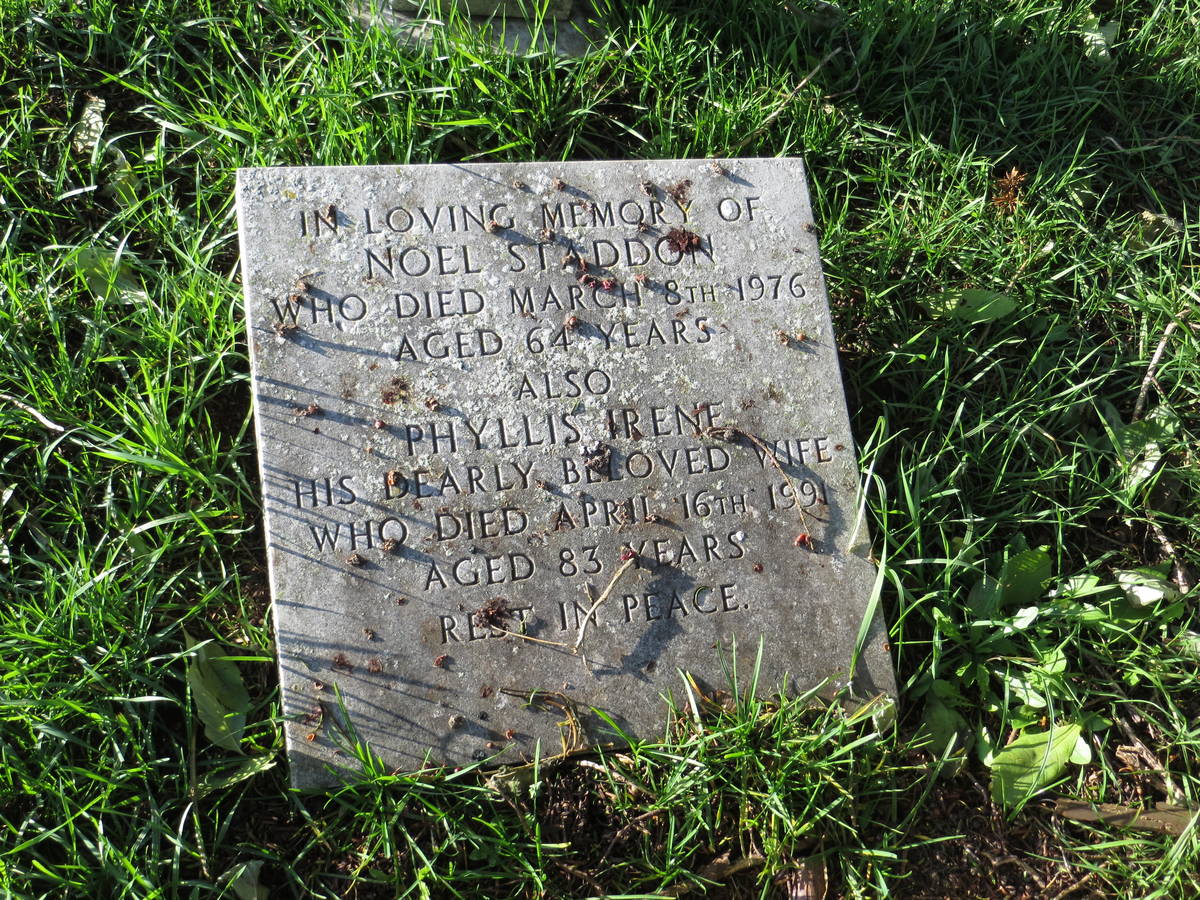 IN LOVING MEMORY OF
NOEL STADDON
WHO DIED MARCH 8TH 1976
AGED 64 YEARS
ALSO
PHYLLIS IRENE
HIS DEARLY BELOVED WIFE
WHO DIED APRIL 16TH 1991
AGED 83 YEARS
REST IN PEACE.